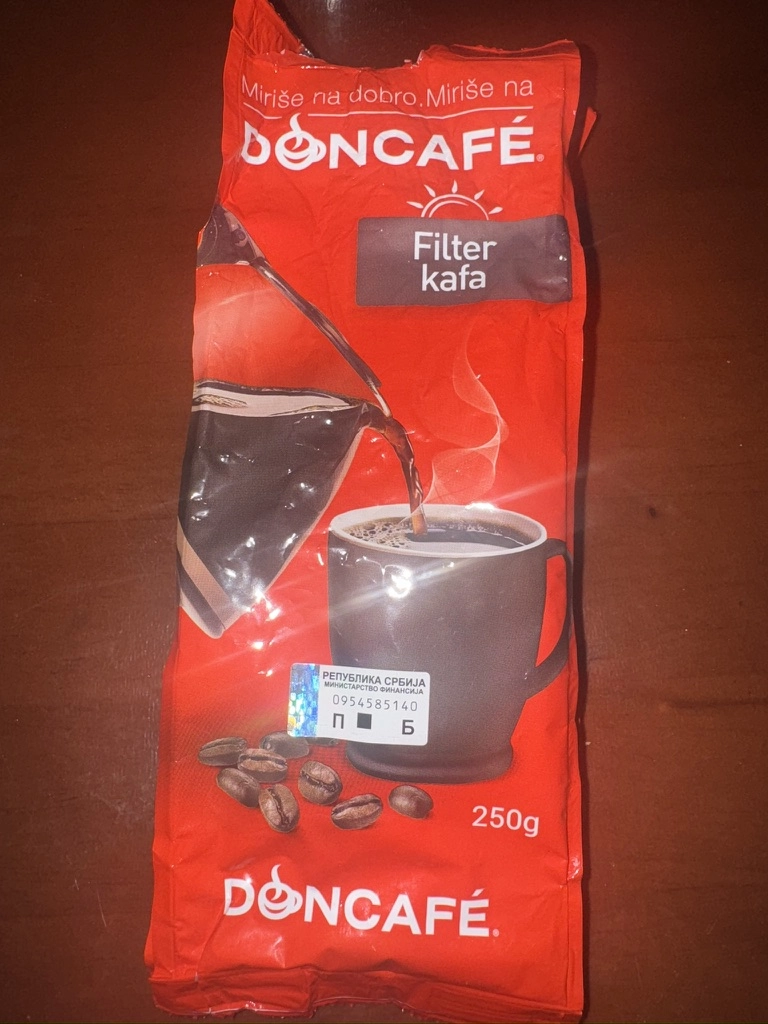 Miriše na dobro. Miriše na
DONCAFÉ®
Filter
kafa
РЕПУБЛИКА СРБИЈА
МИНИСТАРСТВО ФИНАНСИЈА
0954585140
П ■ Б
250g
DONCAFÉ®